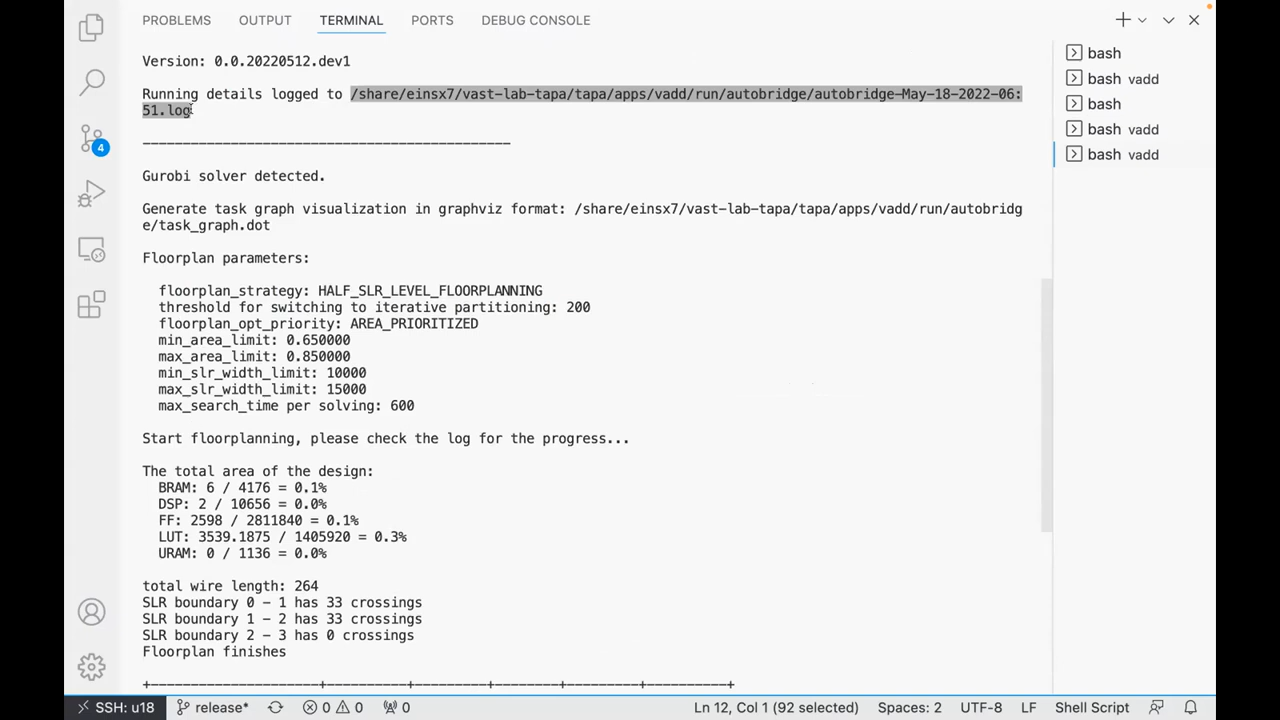 PROBLEMS OUTPUT TERMINAL PORTS DEBUG CONSOLE
Version: 0.0.20220512.dev1
Running details logged to /share/einsx7/vast-lab-tapa/tapa/apps/vadd/run/autobridge/autobridge-May-18-2022-06:
51.log
----------------------------------------------
Gurobi solver detected.
Generate task graph visualization in graphviz format: /share/einsx7/vast-lab-tapa/tapa/apps/vadd/run/autobridg
e/task_graph.dot
Floorplan parameters:
floorplan_strategy: HALF_SLR_LEVEL_FLOORPLANNING
threshold for switching to iterative partitioning: 200
floorplan_opt_priority: AREA_PRIORITIZED
min_area_limit: 0.650000
max_area_limit: 0.850000
min_slr_width_limit: 10000
max_slr_width_limit: 15000
max_search_time per solving: 600
Start floorplanning, please check the log for the progress...
The total area of the design:
BRAM: 6 / 4176 = 0.1%
DSP: 2 / 10656 = 0.0%
FF: 2598 / 2811840 = 0.1%
LUT: 3539.1875 / 1405920 = 0.3%
URAM: 0 / 1136 = 0.0%
total wire length: 264
SLR boundary 0 - 1 has 33 crossings
SLR boundary 1 - 2 has 33 crossings
SLR boundary 2 - 3 has 0 crossings
Floorplan finishes
+---------------------+----------+---------+--------+---------+----------+
bash
bash vadd
bash
bash vadd
bash vadd
4
SSH: u18 release* 0 0 0 Ln 12, Col 1 (92 selected) Spaces: 2 UTF-8 LF Shell Script